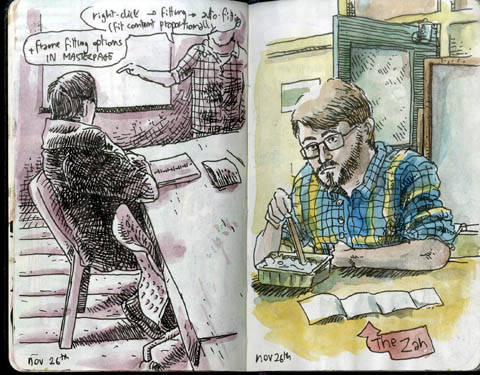 right-click → fitting → auto-fitting
(fit content proportionally)
+ frame fitting options
IN MASTERPAGE
nov 26th
nov 26th
The Zah